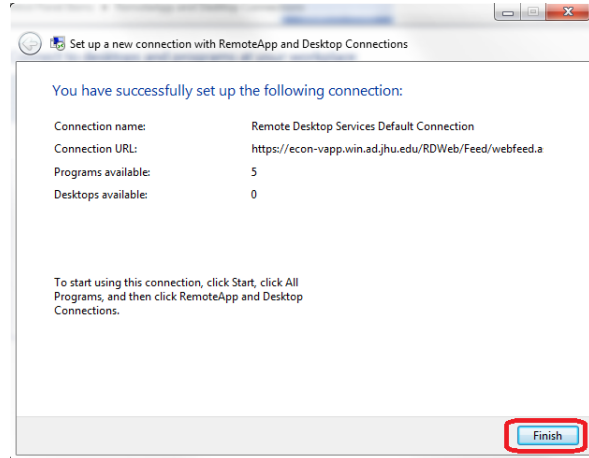 Set up a new connection with RemoteApp and Desktop Connections
You have successfully set up the following connection:
Connection name: Remote Desktop Services Default Connection
Connection URL: https://econ-vapp.win.ad.jhu.edu/RDWeb/Feed/webfeed.a
Programs available: 5
Desktops available: 0
To start using this connection, click Start, click All
Programs, and then click RemoteApp and Desktop
Connections.
Finish